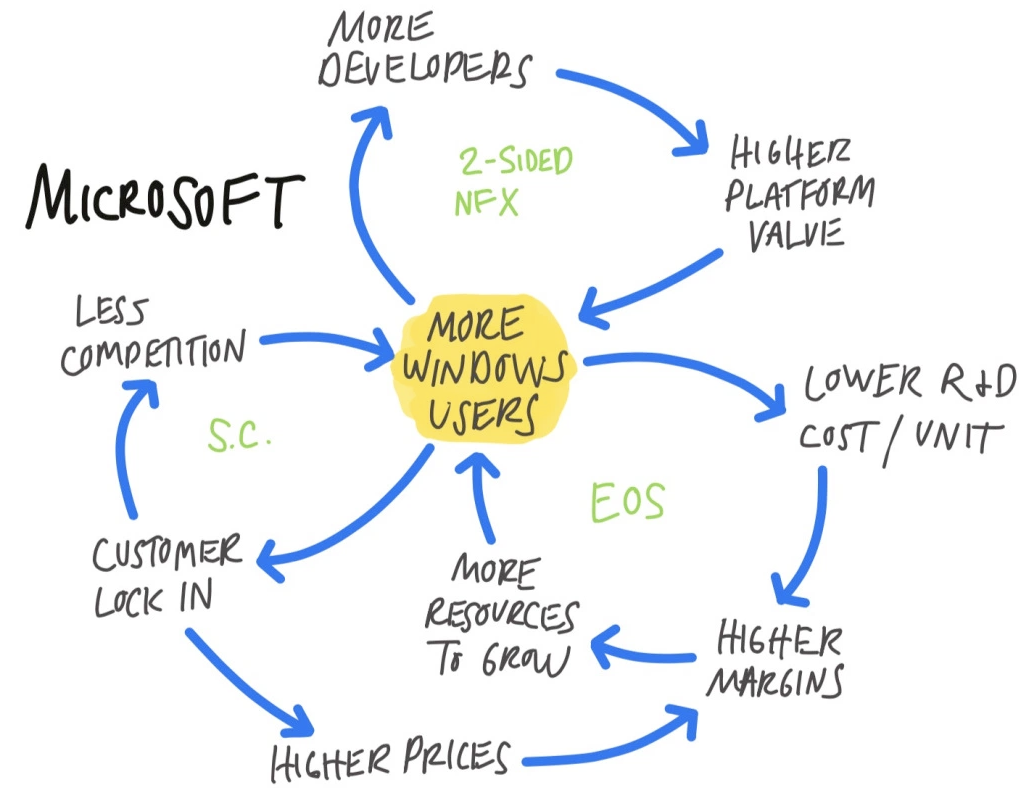 MORE
DEVELOPERS
2-SIDED
NFX
HIGHER
PLATFORM
VALUE
MICROSOFT
LESS
COMPETITION
MORE
WINDOWS
USERS
LOWER R&D
COST/UNIT
S.C.
EOS
CUSTOMER
LOCK IN
MORE
RESOURCES
TO GROW
HIGHER
MARGINS
HIGHER PRICES